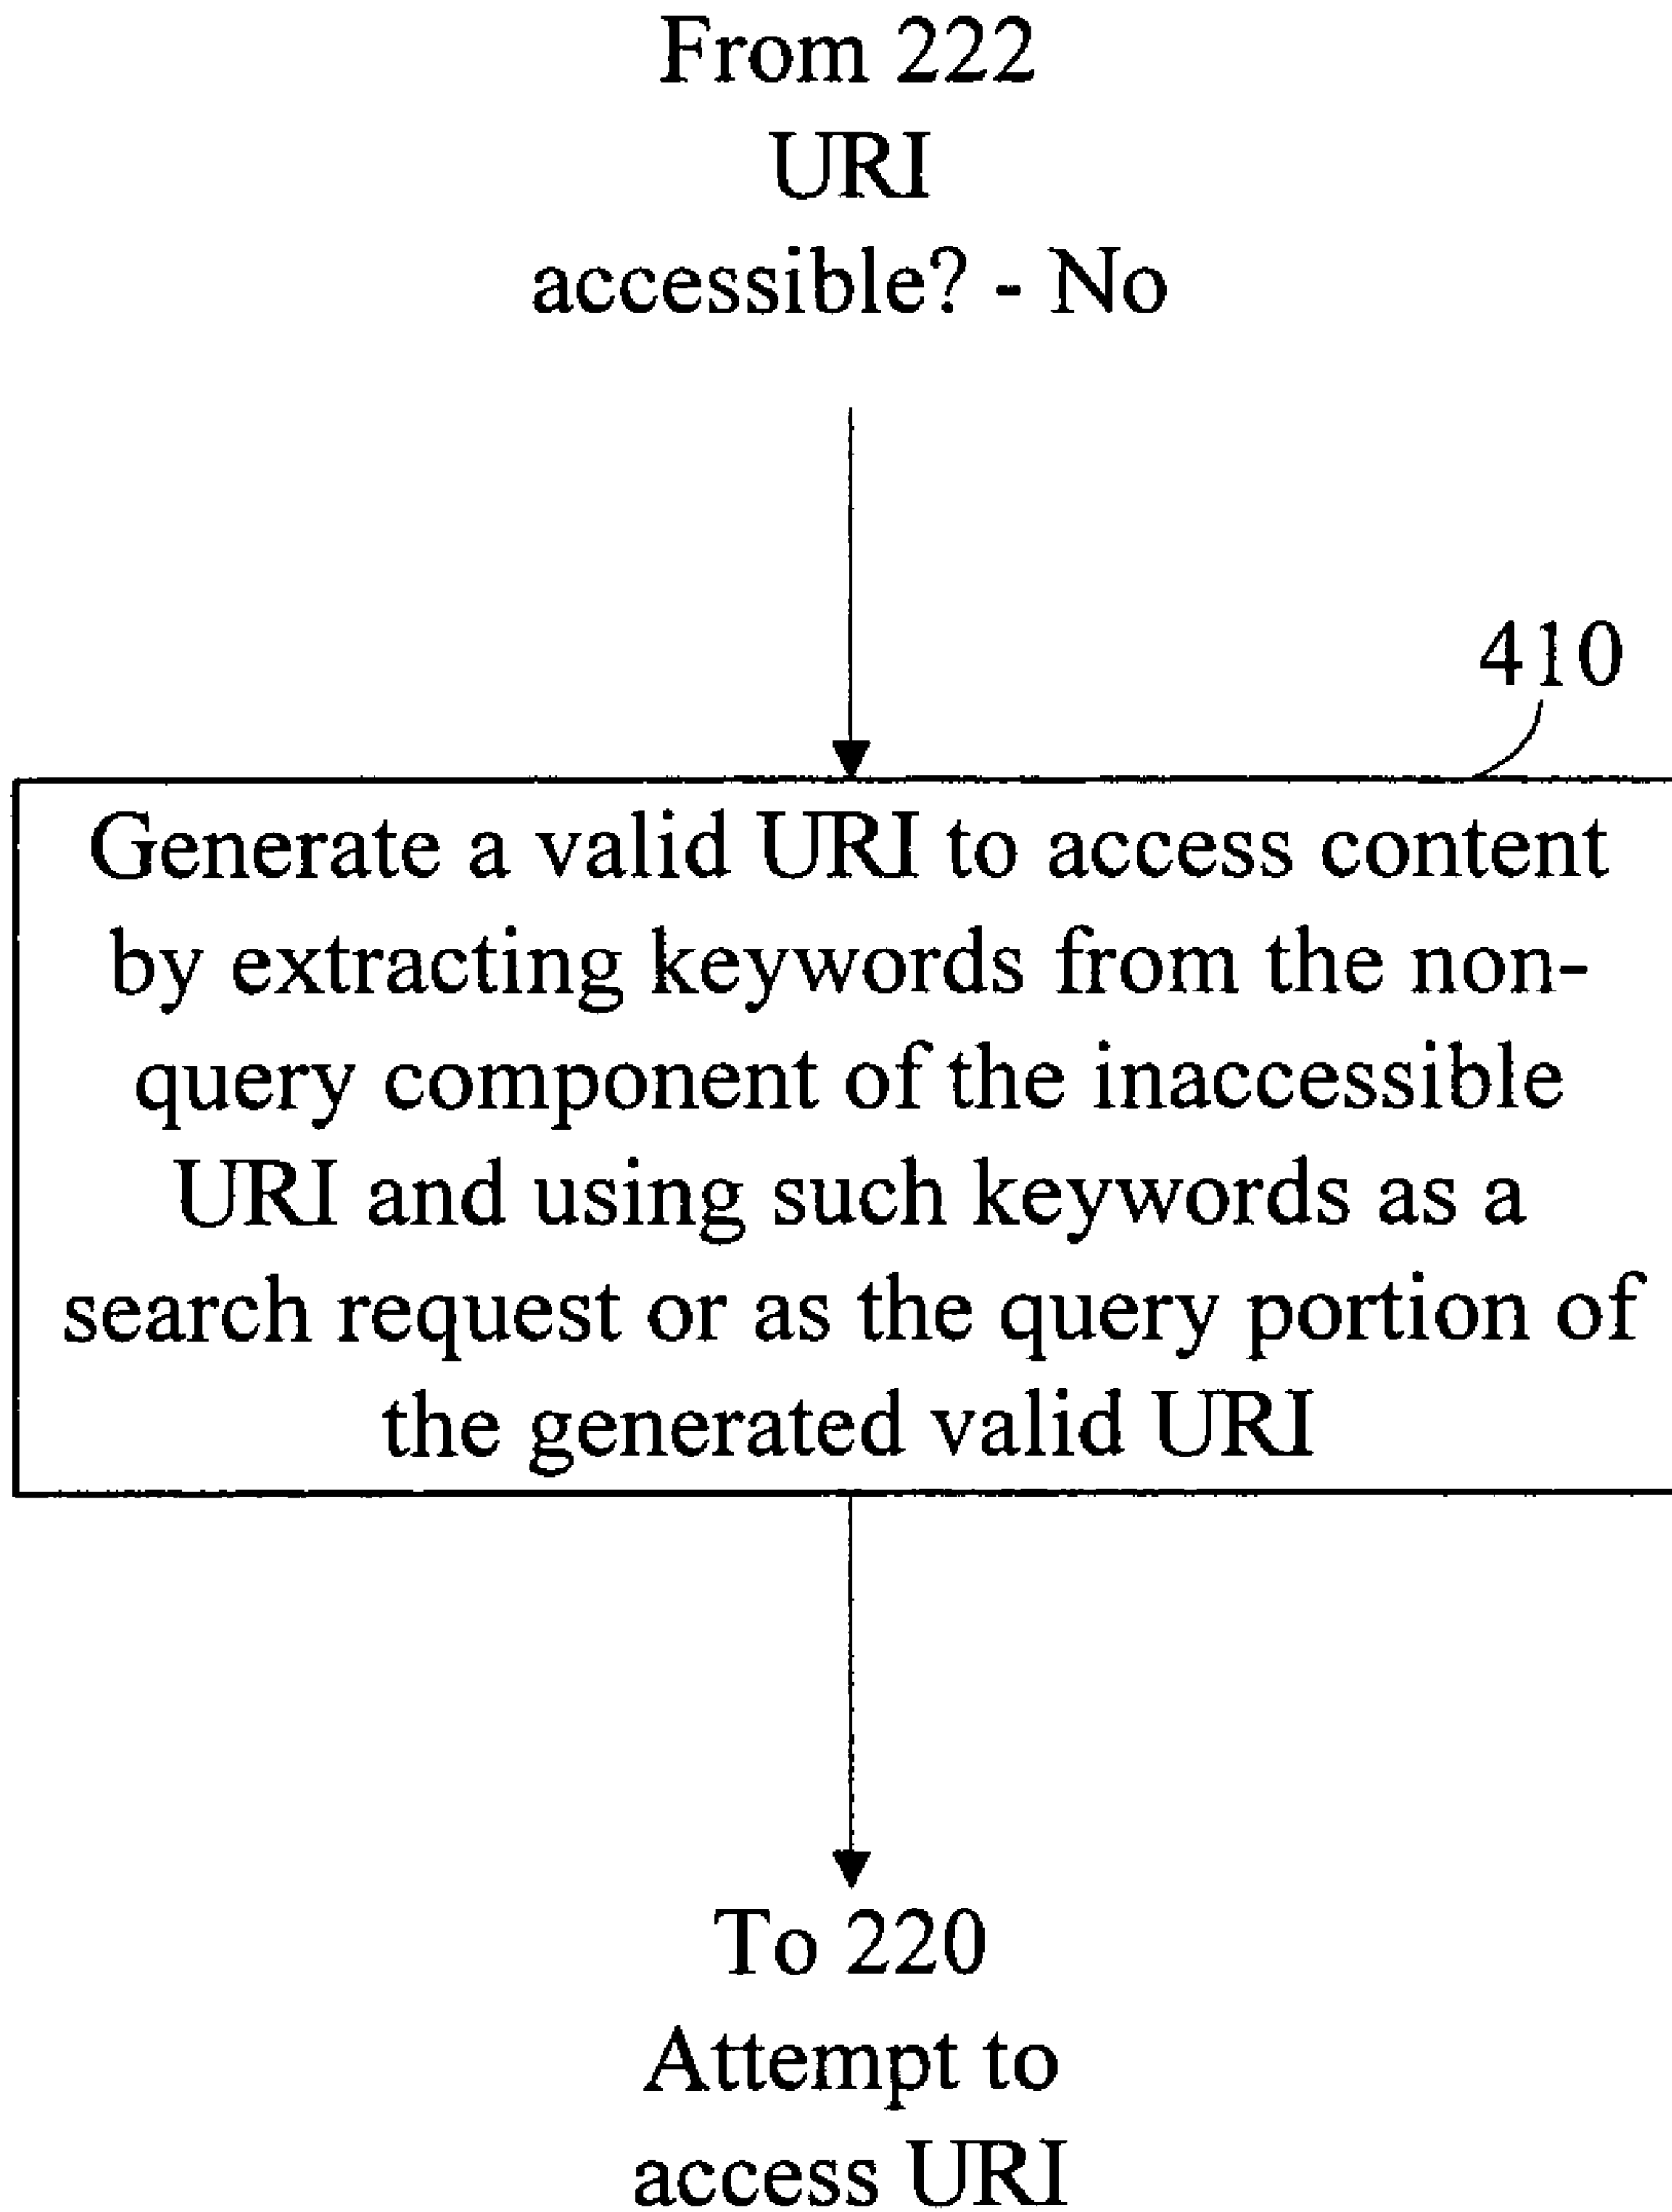 From 222
URI
accessible? - No
410
Generate a valid URI to access content
by extracting keywords from the non-
query component of the inaccessible
URI and using such keywords as a
search request or as the query portion of
the generated valid URI
To 220
Attempt to
access URI